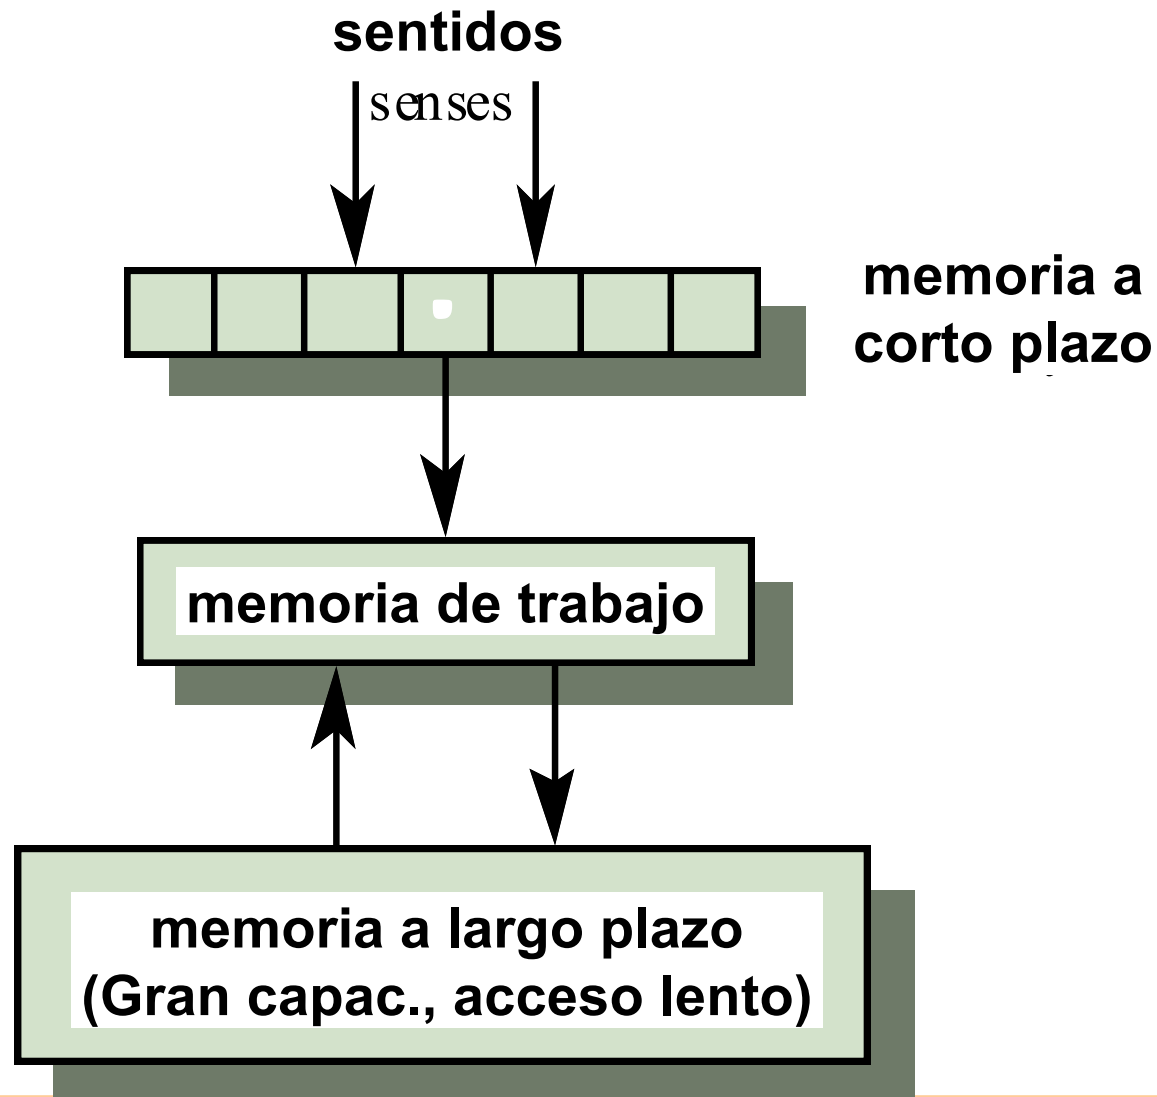 sentidos
senses
memoria a
corto plazo
memoria de trabajo
memoria a largo plazo
(Gran capac., acceso lento)